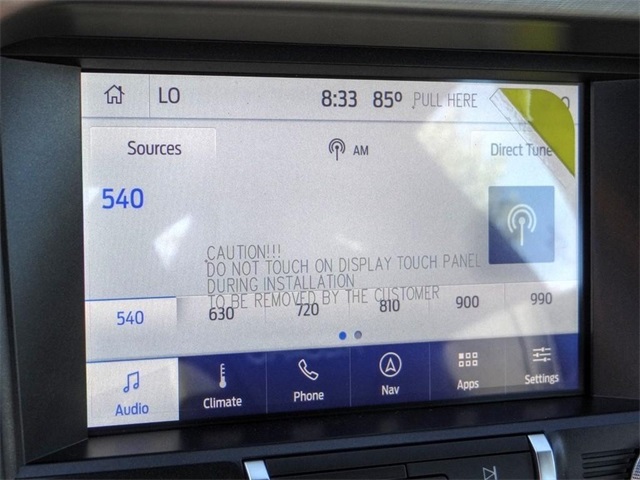 LO 8:33 85º PULL HERE O
Sources AM Direct Tune
540
CAUTION!!!
DO NOT TOUCH ON DISPLAY TOUCH PANEL
DURING INSTALLATION
TO BE REMOVED BY THE CUSTOMER
540 630 720 810 900 990
Audio Climate Phone Nav Apps Settings